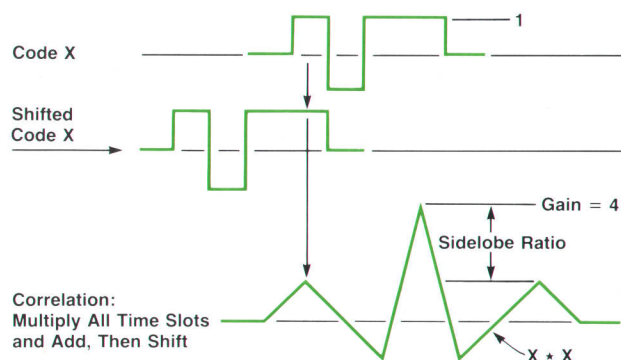 1
Code X
Shifted
Code X
Gain = 4
Sidelobe Ratio
Correlation:
Multiply All Time Slots
and Add, Then Shift
X ⋆ X